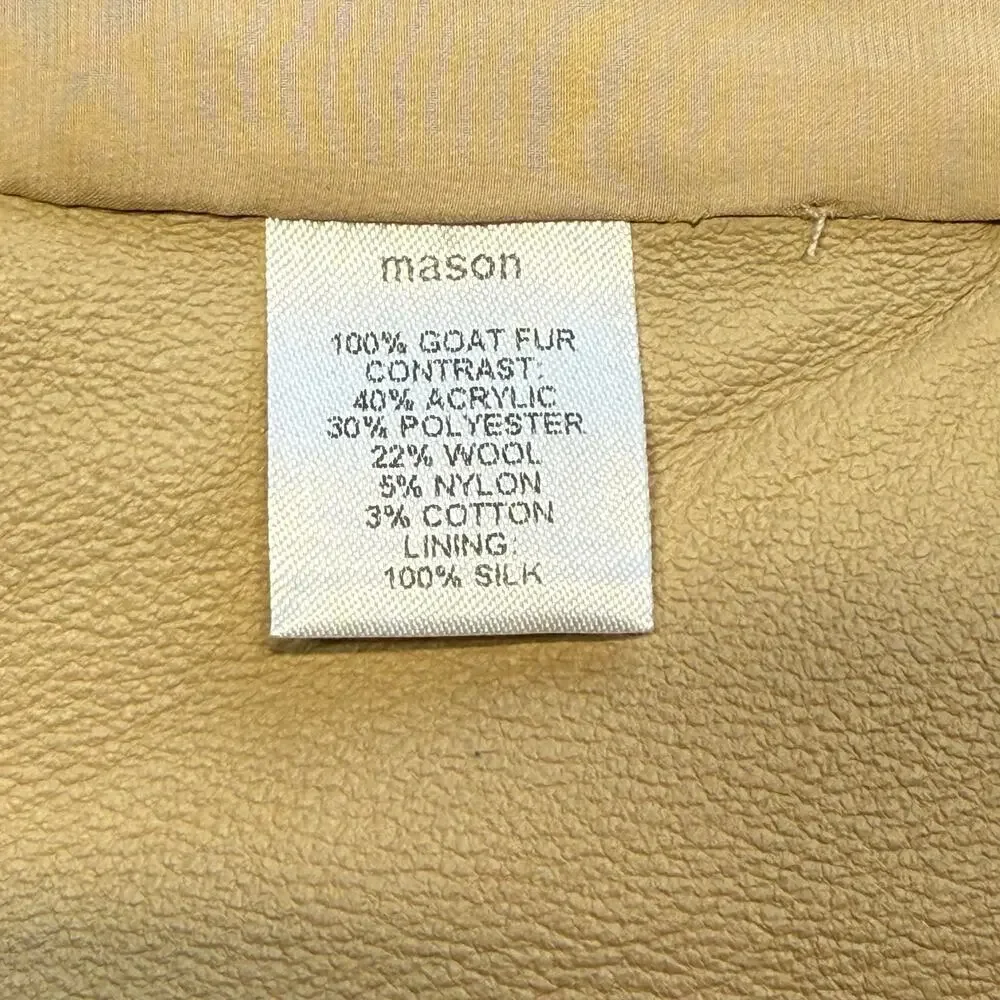 mason
100% GOAT FUR
CONTRAST:
40% ACRYLIC
30% POLYESTER
22% WOOL
5% NYLON
3% COTTON
LINING:
100% SILK